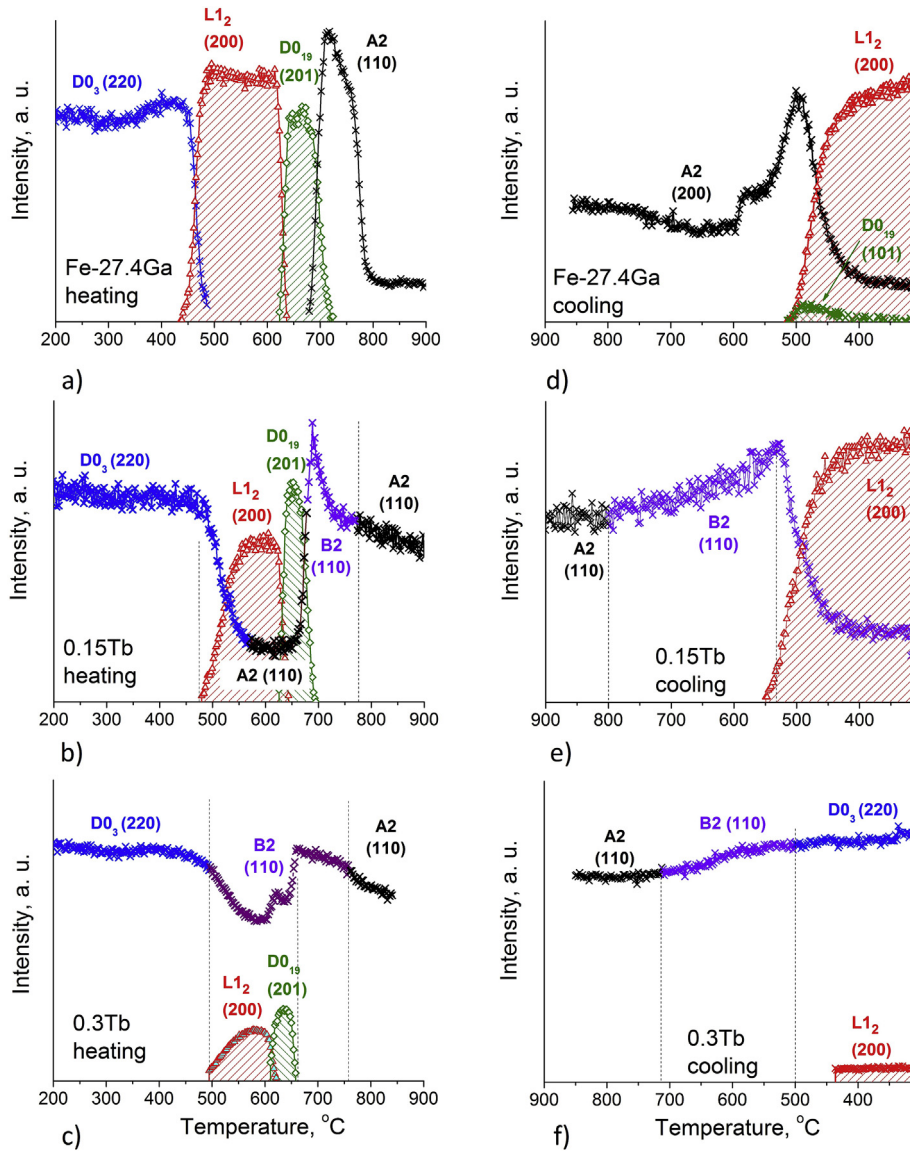 Intensity, a. u.
D0₃ (220)
L1₂
(200)
D0₁₉
(201)
A2
(110)
Fe-27.4Ga
heating
200 300 400 500 600 700 800 900
a)
Intensity, a. u.
A2
(200)
L1₂
(200)
D0₁₉
(101)
Fe-27.4Ga
cooling
900 800 700 600 500 400
d)
Intensity, a. u.
D0₃ (220)
L1₂
(200)
D0₁₉
(201)
B2
(110)
A2
(110)
A2 (110)
0.15Tb
heating
200 300 400 500 600 700 800 900
b)
Intensity, a. u.
A2
(110)
B2
(110)
L1₂
(200)
0.15Tb
cooling
900 800 700 600 500 400
e)
Intensity, a. u.
D0₃ (220)
B2
(110)
A2
(110)
L1₂
(200)
D0₁₉
(201)
0.3Tb
heating
200 300 400 500 600 700 800 900
Temperature, °C
c)
Intensity, a. u.
A2
(110)
B2 (110)
D0₃ (220)
0.3Tb
cooling
L1₂
(200)
900 800 700 600 500 400
Temperature, °C
f)